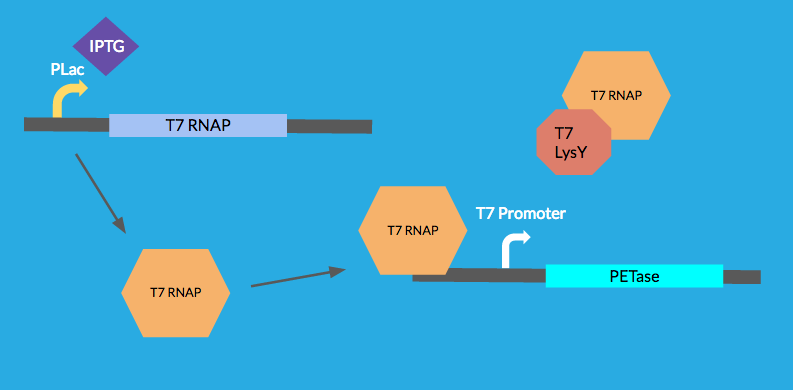 IPTG
PLac
T7 RNAP
T7 RNAP
T7
LysY
T7 RNAP
T7 Promoter
T7 RNAP
PETase